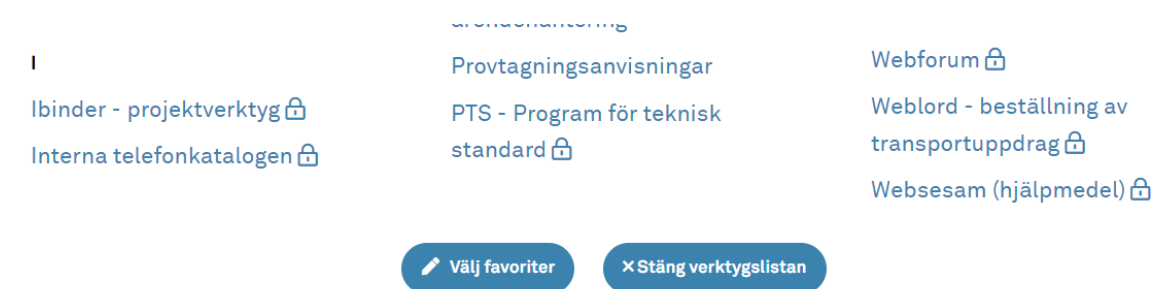 I
Ibinder - projektverktyg
Interna telefonkatalogen
ärendehantering
Provtagningsanvisningar
PTS - Program för teknisk
standard
Webforum
Weblord - beställning av
transportuppdrag
Websesam (hjälpmedel)
Välj favoriter
×Stäng verktygslistan